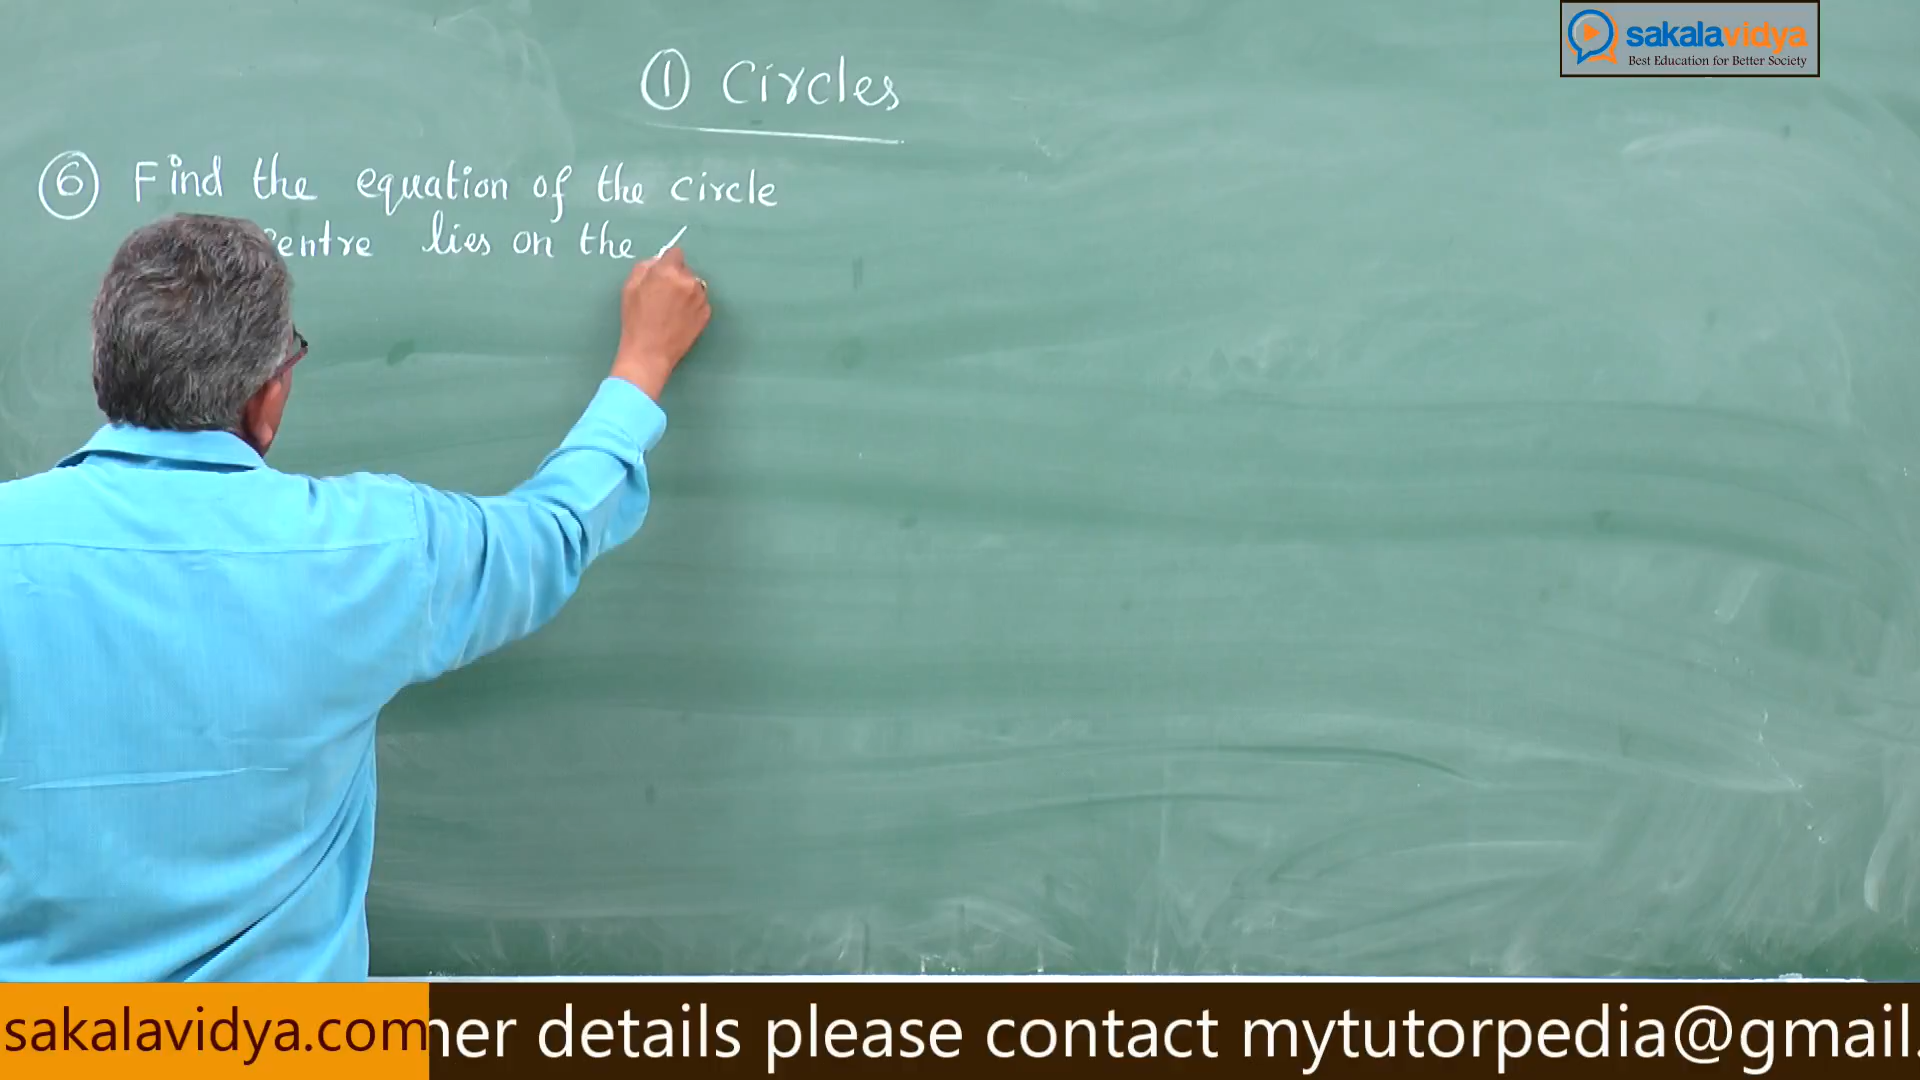 sakalavidya
Best Education for Better Society
① Circles
⑥ Find the equation of the circle
entre lies on the
sakalavidya.com
her details please contact mytutorpedia@gmail.